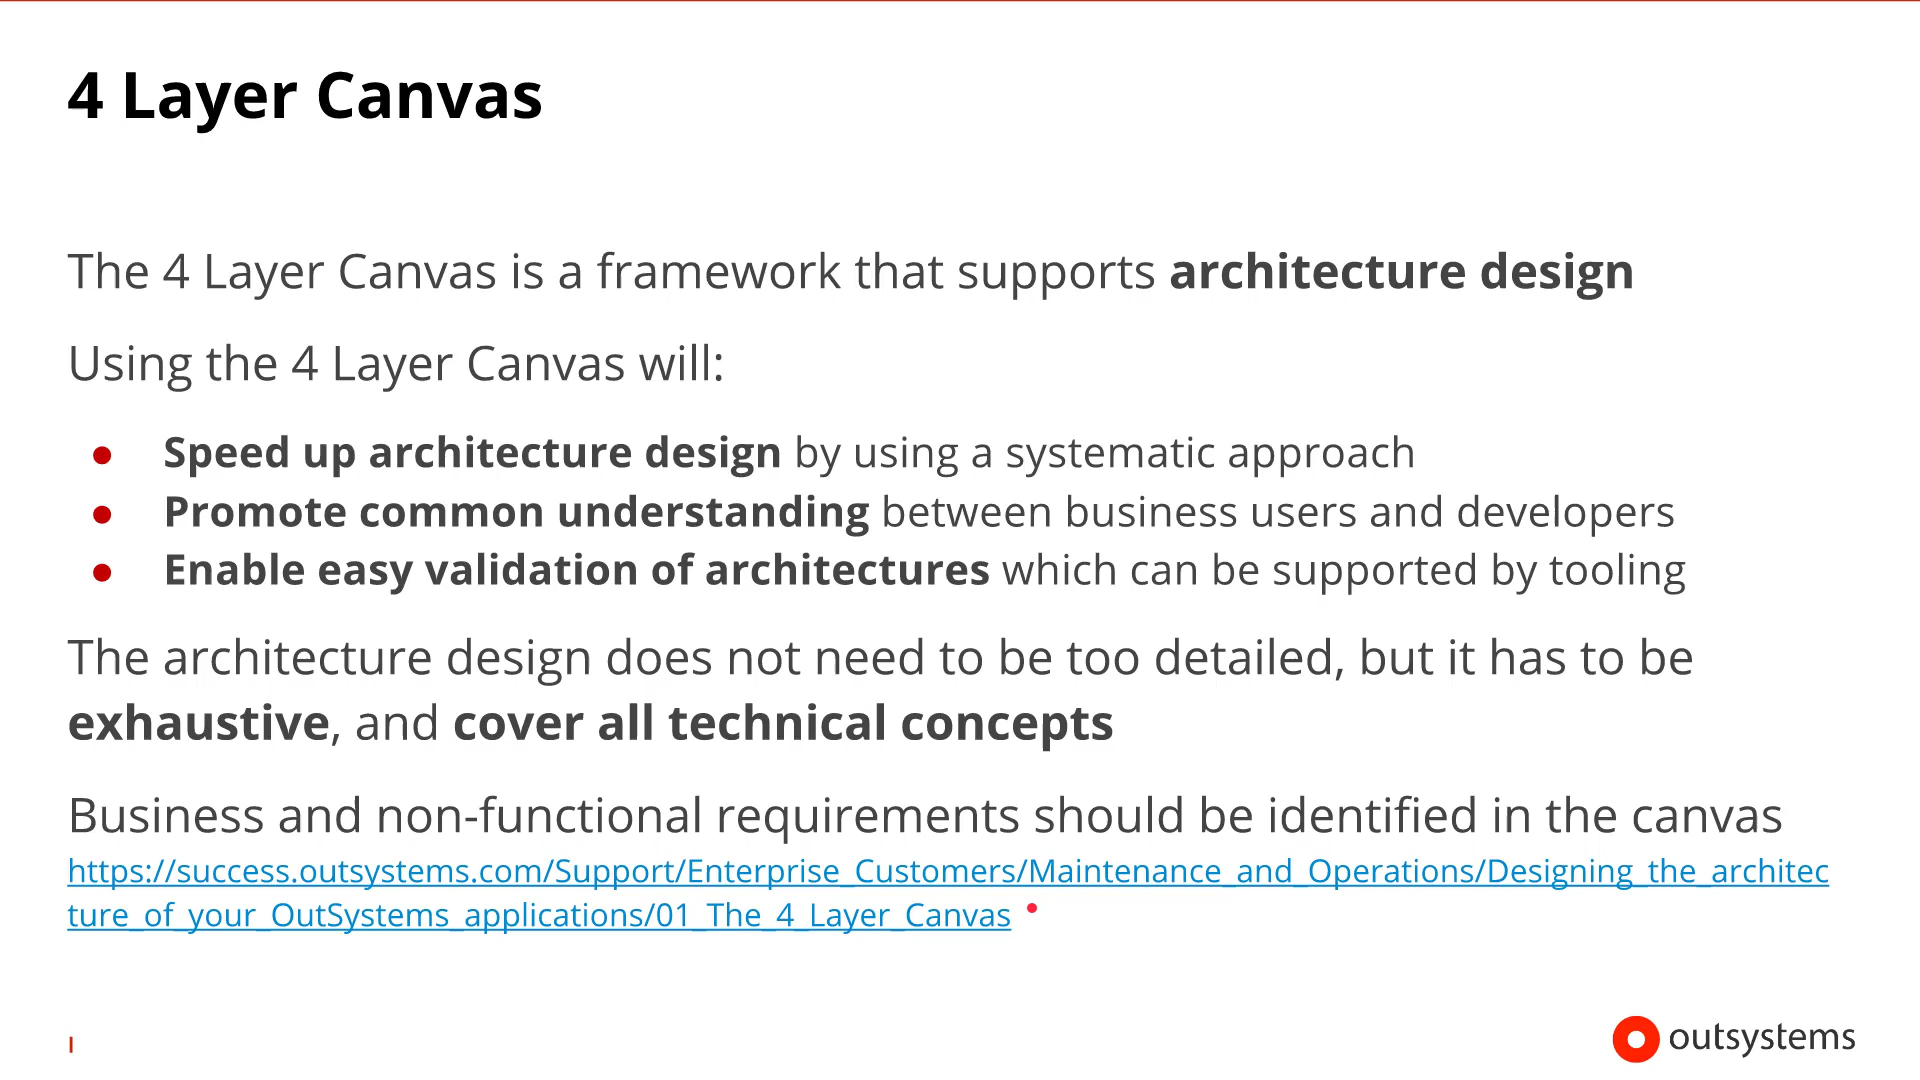 4 Layer Canvas
The 4 Layer Canvas is a framework that supports architecture design
Using the 4 Layer Canvas will:
● Speed up architecture design by using a systematic approach
● Promote common understanding between business users and developers
● Enable easy validation of architectures which can be supported by tooling
The architecture design does not need to be too detailed, but it has to be
exhaustive, and cover all technical concepts
Business and non-functional requirements should be identified in the canvas
https://success.outsystems.com/Support/Enterprise_Customers/Maintenance_and_Operations/Designing_the_architec
ture_of_your_OutSystems_applications/01_The_4_Layer_Canvas
outsystems